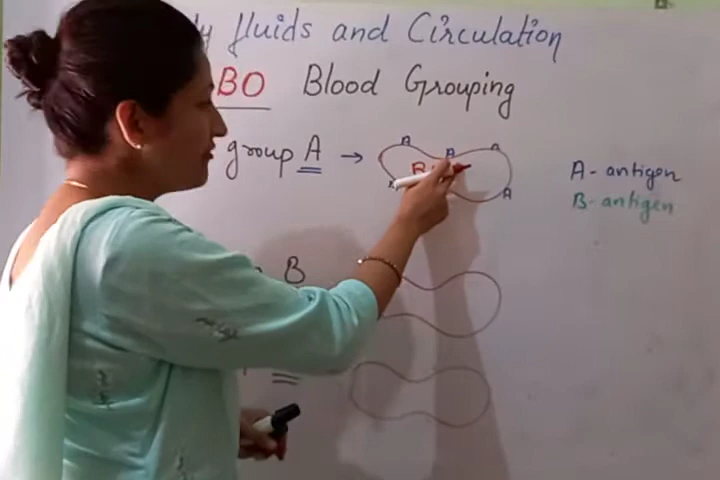 fluids and Circulation
BO Blood Grouping
group A → A A A A
A - antigen
B - antigen
B